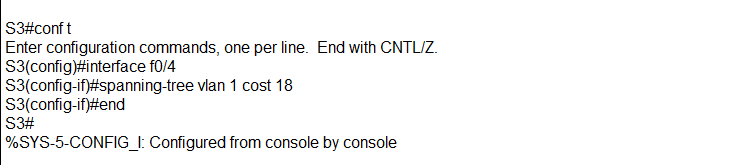 S3#conf t
Enter configuration commands, one per line.  End with CNTL/Z.
S3(config)#interface f0/4
S3(config-if)#spanning-tree vlan 1 cost 18
S3(config-if)#end
S3#
%SYS-5-CONFIG_I: Configured from console by console